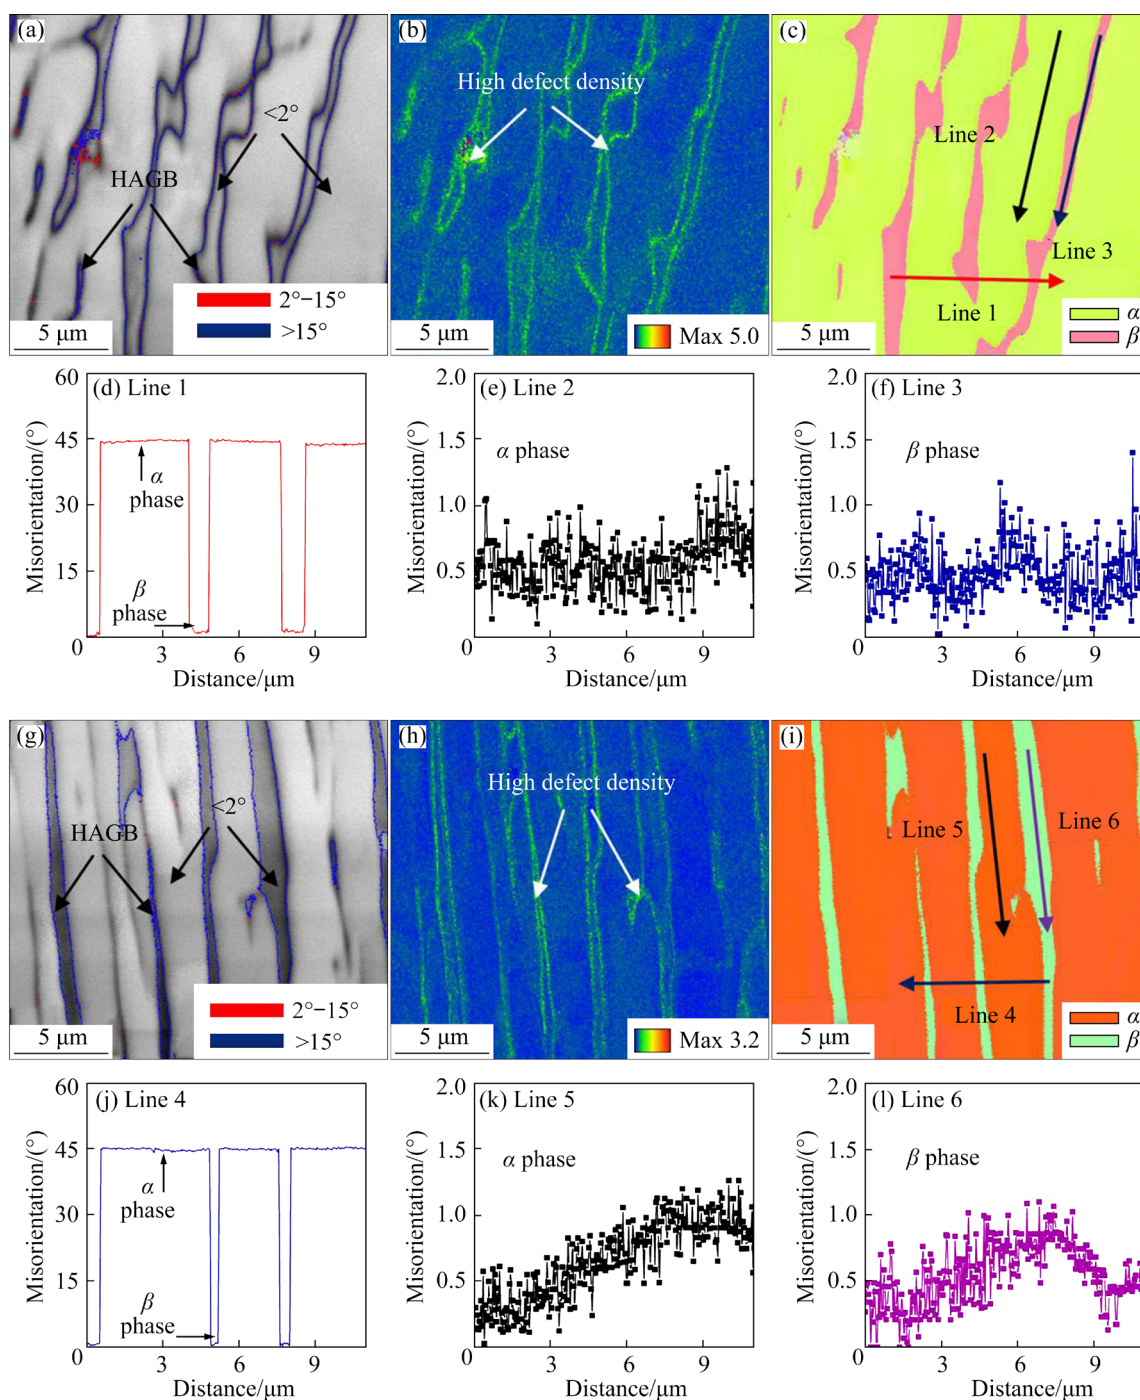 (a)
<2°
HAGB
2°−15°
>15°
5 μm
(b)
High defect density
Max 5.0
5 μm
(c)
Line 2
Line 3
Line 1
α
β
5 μm
(d) Line 1
Misorientation/(°)
60
45
30
15
0
α
phase
β
phase
3
6
9
Distance/μm
(e) Line 2
Misorientation/(°)
2.0
1.5
1.0
0.5
0
α phase
3
6
9
Distance/μm
(f) Line 3
Misorientation/(°)
2.0
1.5
1.0
0.5
0
β phase
3
6
9
Distance/μm
(g)
<2°
HAGB
2°−15°
>15°
5 μm
(h)
High defect density
Max 3.2
5 μm
(i)
Line 5
Line 6
Line 4
α
β
5 μm
(j) Line 4
Misorientation/(°)
60
45
30
15
0
α
phase
β
phase
3
6
9
Distance/μm
(k) Line 5
Misorientation/(°)
2.0
1.5
1.0
0.5
0
α phase
3
6
9
Distance/μm
(l) Line 6
Misorientation/(°)
2.0
1.5
1.0
0.5
0
β phase
3
6
9
Distance/μm